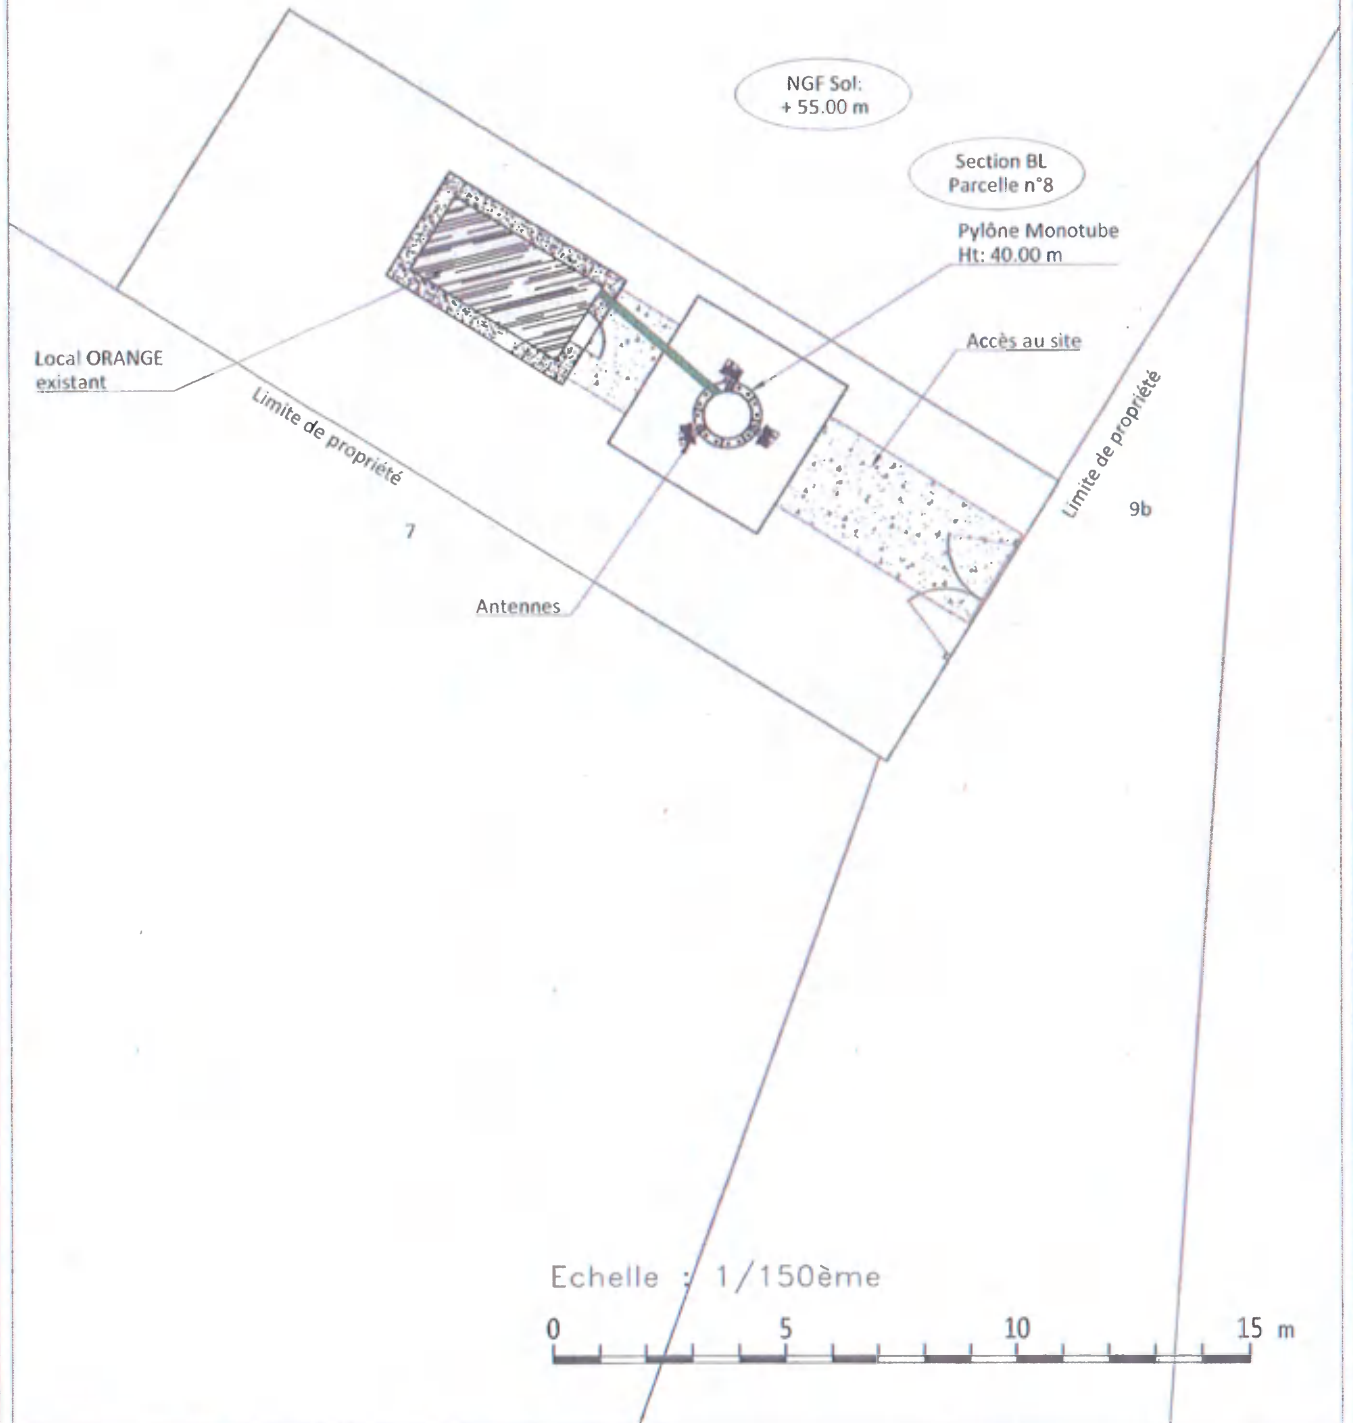 NGF Sol:
+ 55.00 m
Section BL
Parcelle n°8
Pylône Monotube
Ht: 40.00 m
Accès au site
Local ORANGE
existant
Limite de propriété
Limite de propriété
9b
7
Antennes
Echelle : 1/150ème
0 5 10 15 m